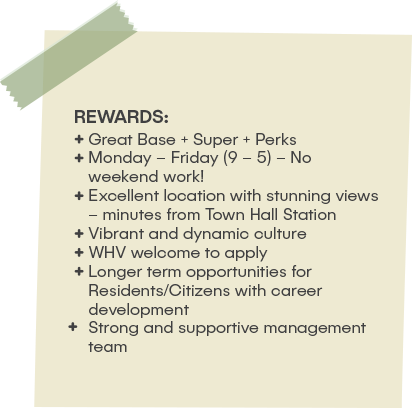 REWARDS:
+ Great Base + Super + Perks
+ Monday – Friday (9 – 5) – No
weekend work!
+ Excellent location with stunning views
– minutes from Town Hall Station
+ Vibrant and dynamic culture
+ WHV welcome to apply
+ Longer term opportunities for
Residents/Citizens with career
development
+ Strong and supportive management
team